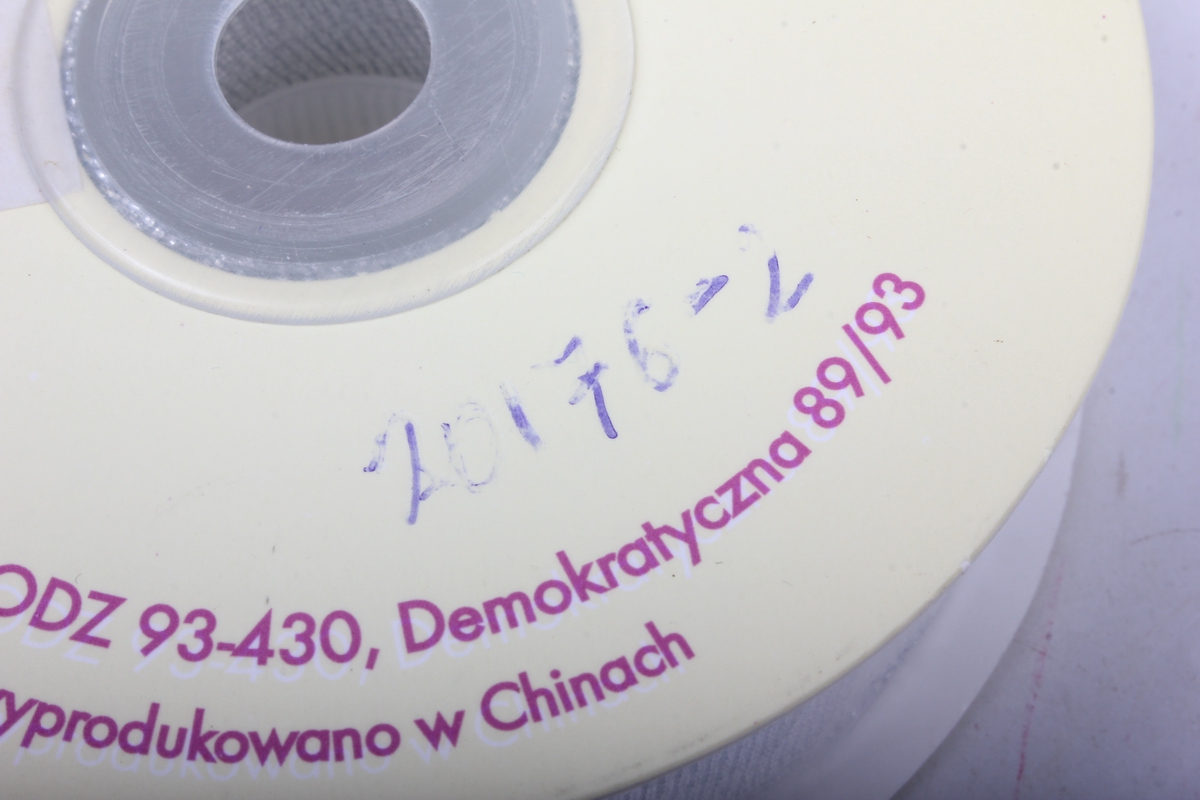 20176-2
ODZ 93-430, Demokratyczna 89/93
yprodukowano w Chinach